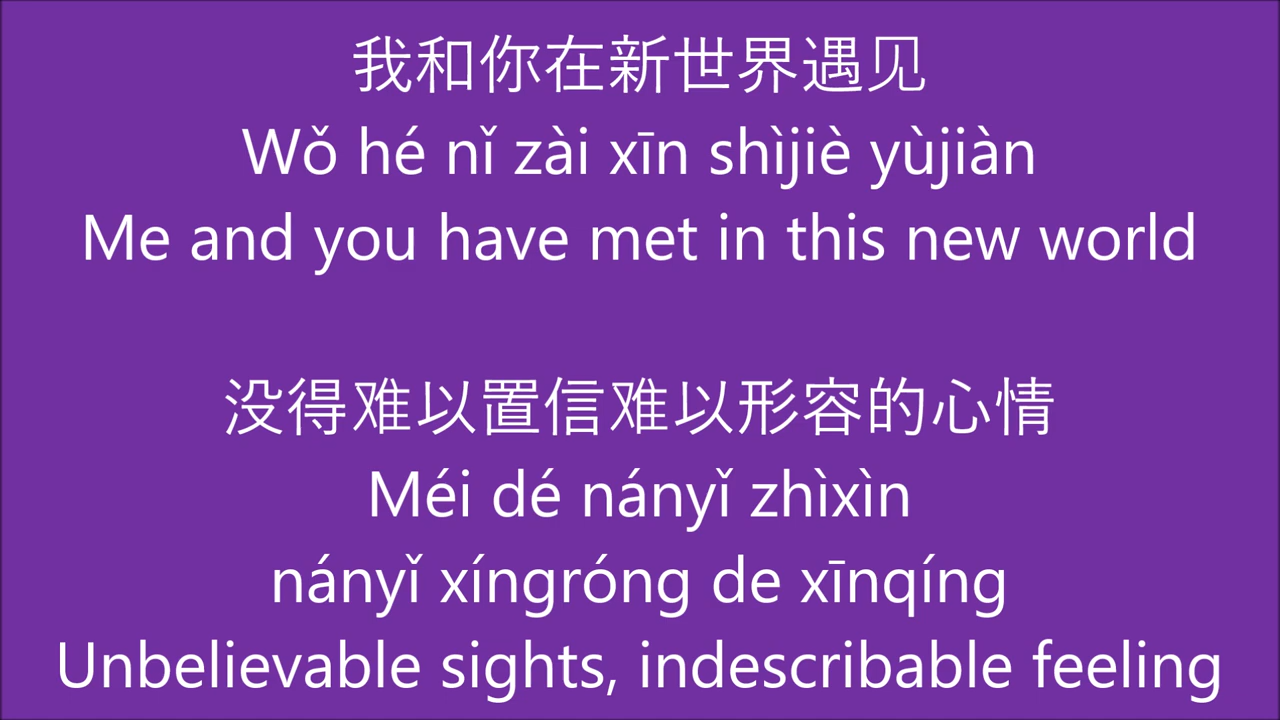 我和你在新世界遇见
Wǒ hé nǐ zài xīn shìjiè yùjiàn
Me and you have met in this new world
没得难以置信难以形容的心情
Méi dé nányǐ zhìxìn
nányǐ xíngróng de xīnqíng
Unbelievable sights, indescribable feeling